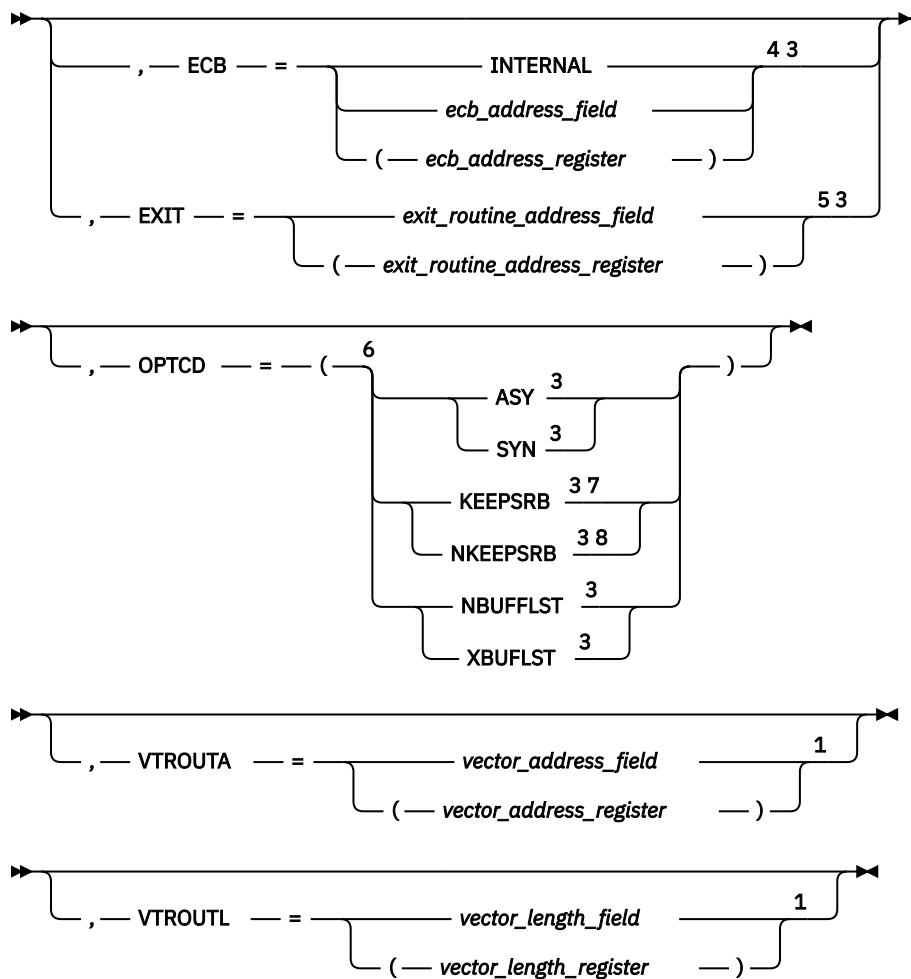 , ECB = INTERNAL 4 3
ecb_address_field
( ecb_address_register )
, EXIT = exit_routine_address_field 5 3
( exit_routine_address_register )
, OPTCD = ( 6 )
ASY 3
SYN 3
KEEPSRB 3 7
NKEEPSRB 3 8
NBUFFLST 3
XBUFLST 3
, VTROUTA = vector_address_field 1
( vector_address_register )
, VTROUTL = vector_length_field 1
( vector_length_register )